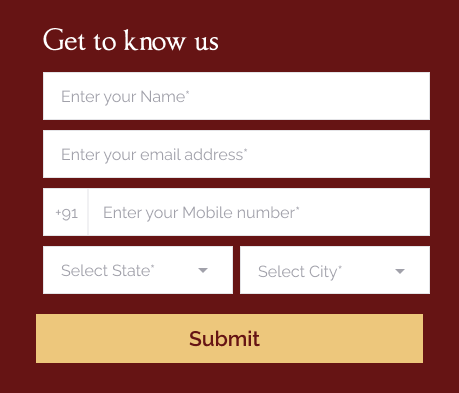 Get to know us
Enter your Name*
Enter your email address*
+91 Enter your Mobile number*
Select State* Select City*
Submit